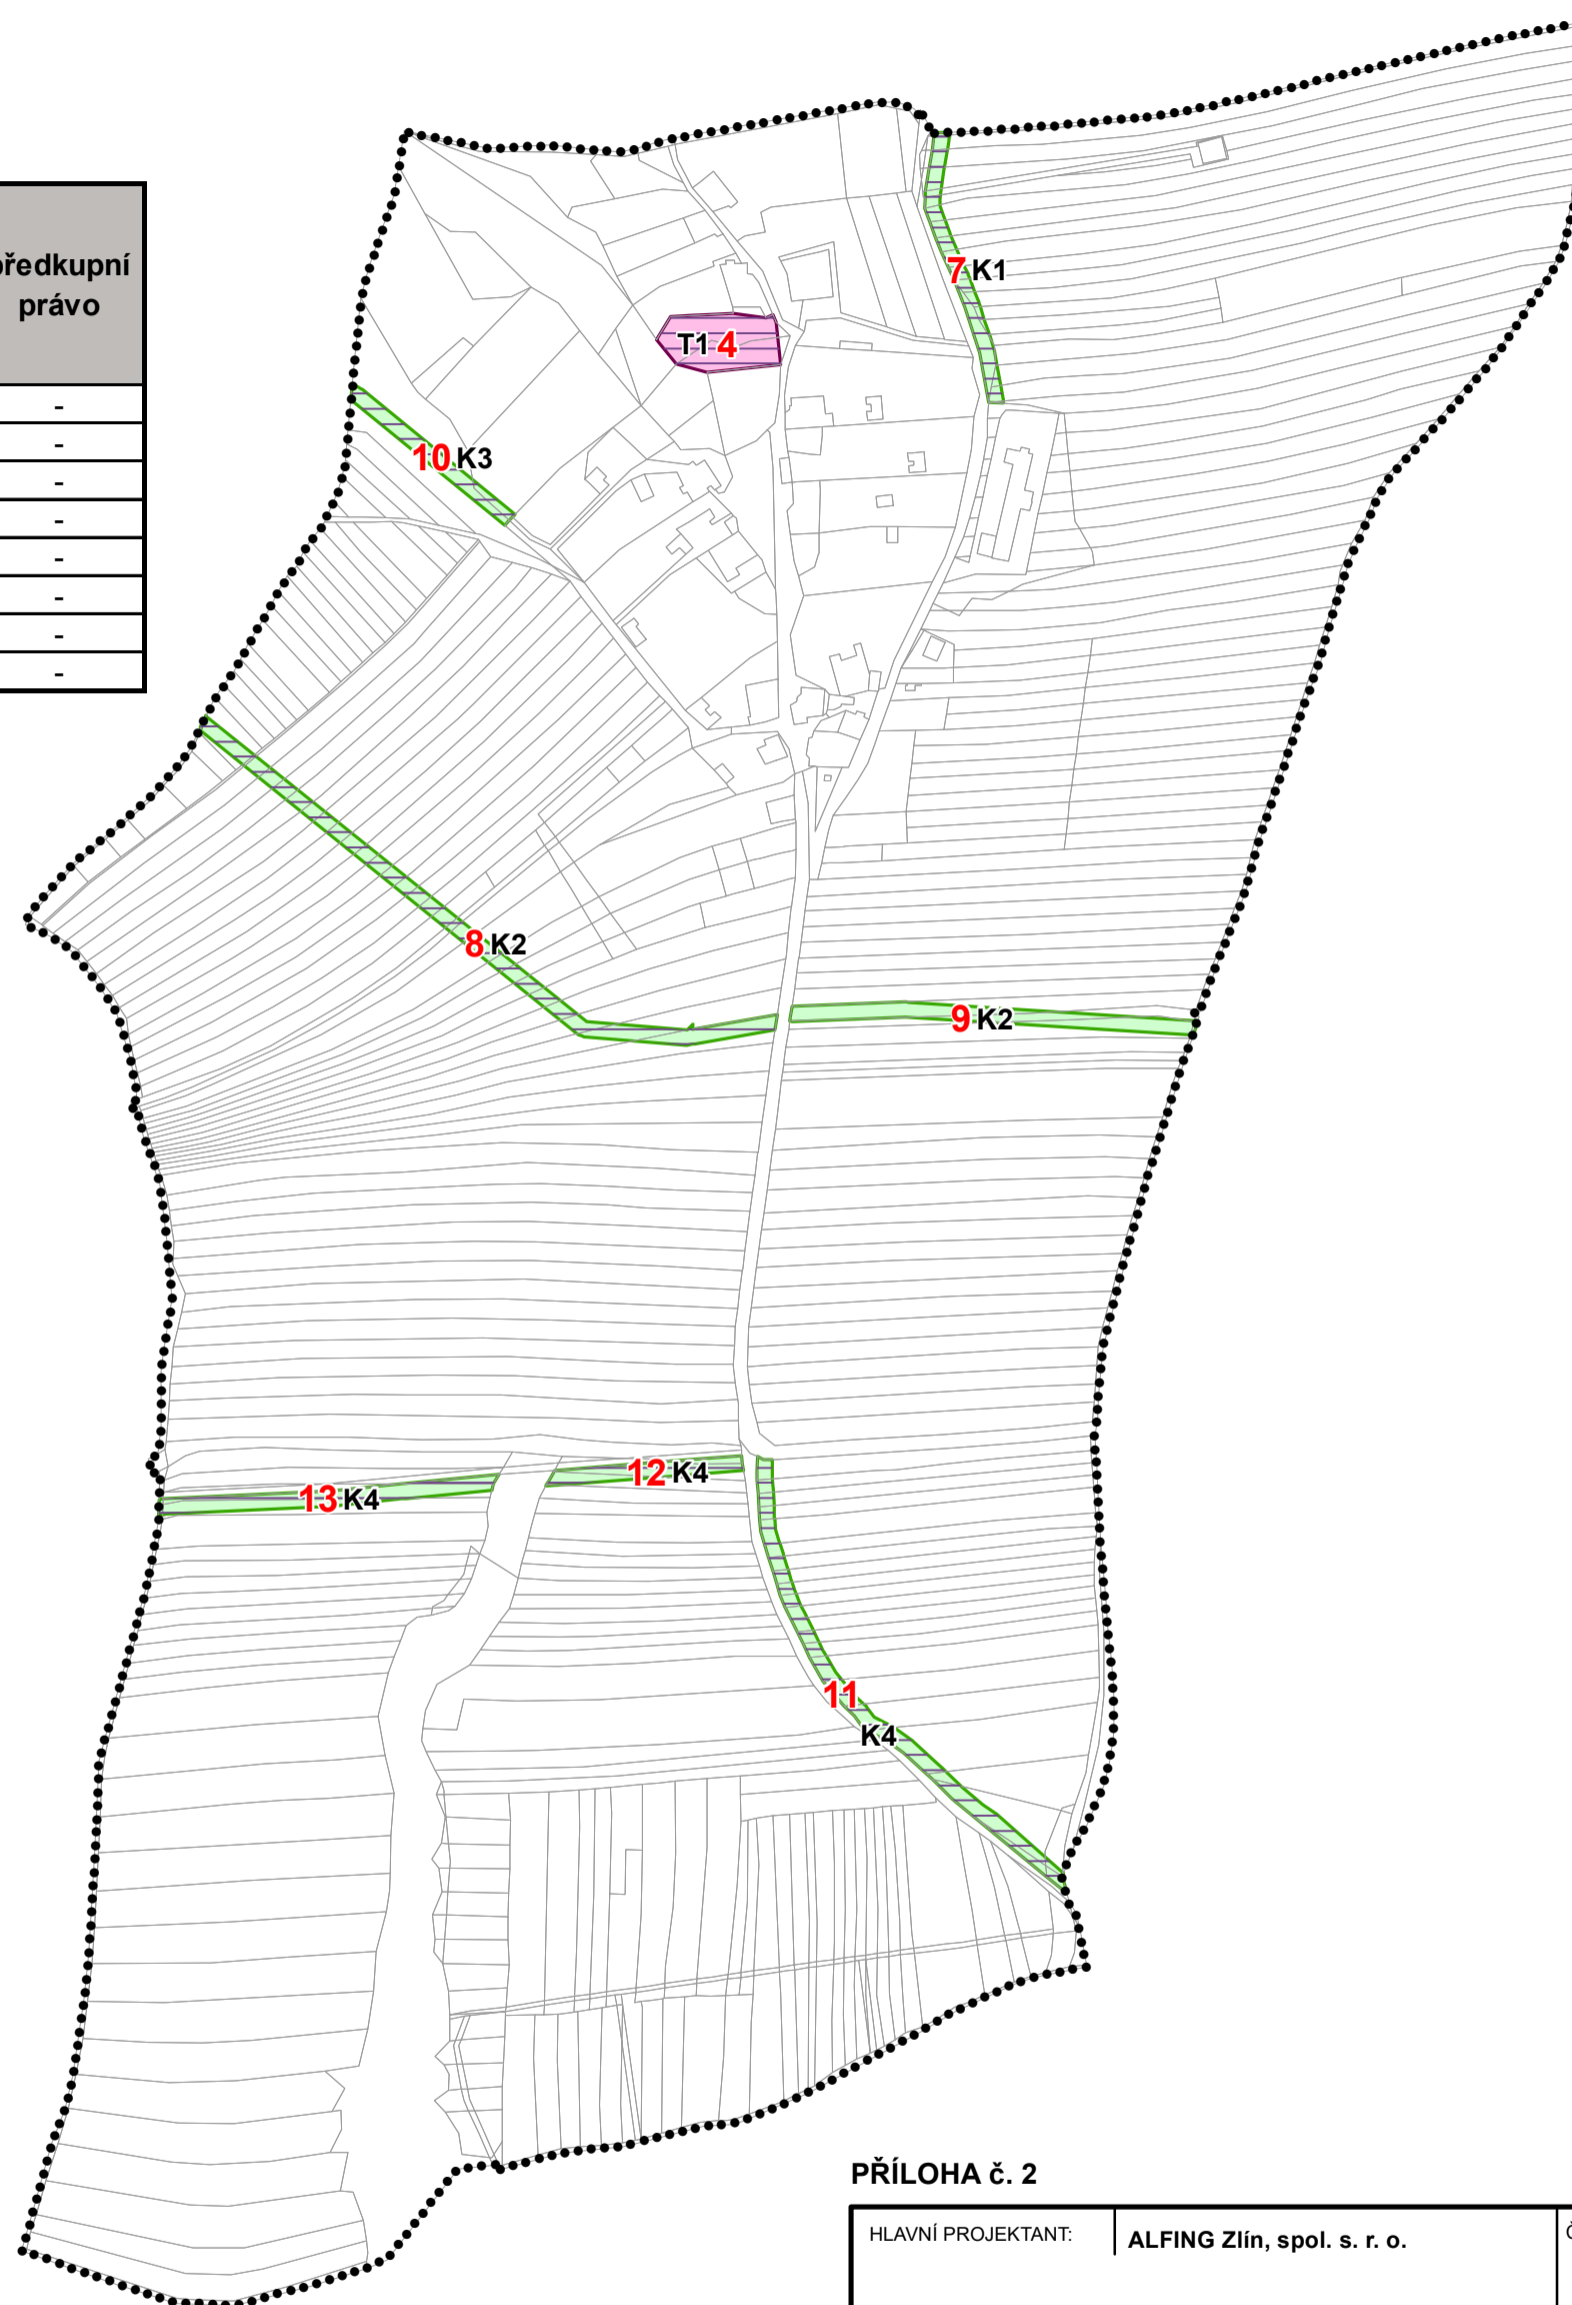 předkupní
právo
-
-
-
-
-
-
-
-
7 K1
T1 4
10 K3
8 K2
9 K2
12 K4
13 K4
11
K4
PŘÍLOHA č. 2
HLAVNÍ PROJEKTANT:
ALFING Zlín, spol. s. r. o.